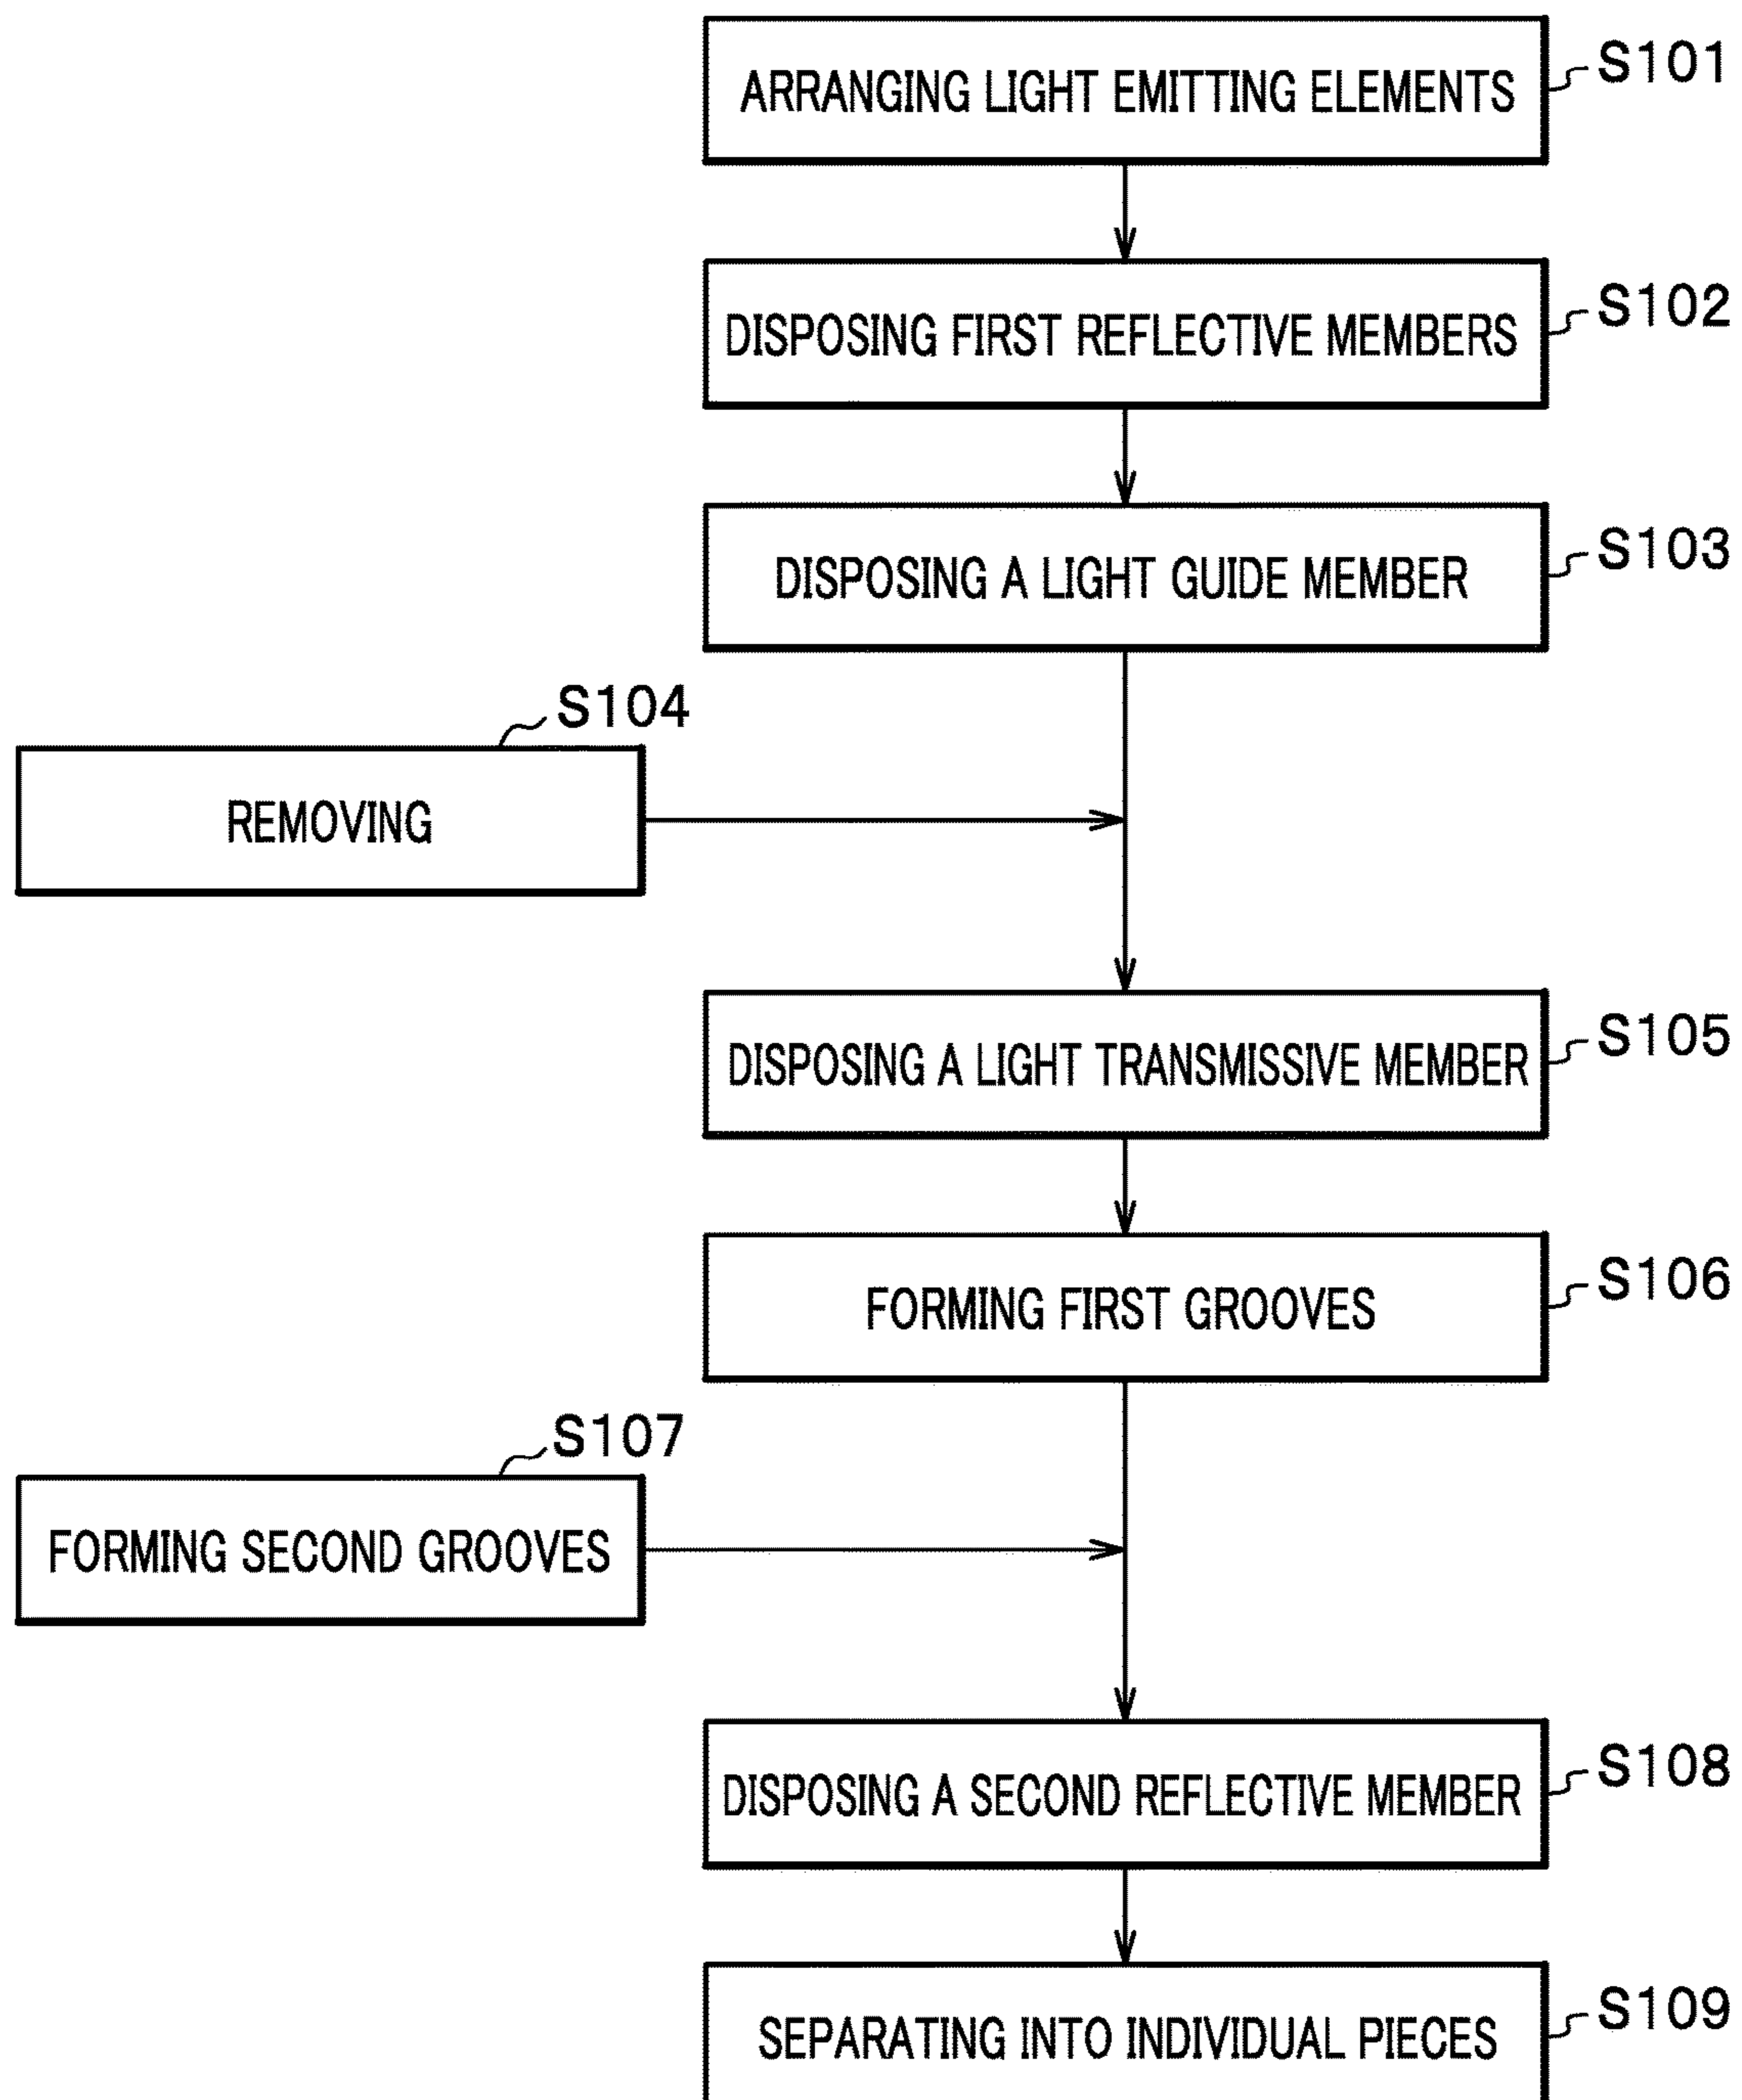 ARRANGING LIGHT EMITTING ELEMENTS
S101
DISPOSING FIRST REFLECTIVE MEMBERS
S102
DISPOSING A LIGHT GUIDE MEMBER
S103
S104
REMOVING
DISPOSING A LIGHT TRANSMISSIVE MEMBER
S105
FORMING FIRST GROOVES
S106
S107
FORMING SECOND GROOVES
DISPOSING A SECOND REFLECTIVE MEMBER
S108
SEPARATING INTO INDIVIDUAL PIECES
S109